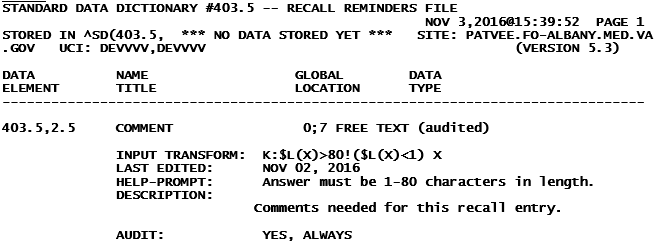 STANDARD DATA DICTIONARY #403.5 -- RECALL REMINDERS FILE
NOV 3,2016@15:39:52 PAGE 1
STORED IN ^SD(403.5, *** NO DATA STORED YET *** SITE: PATVEE.FO-ALBANY.MED.VA
.GOV UCI: DEVVVV,DEVVVV (VERSION 5.3)
DATA NAME GLOBAL DATA
ELEMENT TITLE LOCATION TYPE
-------------------------------------------------------------------------------
403.5,2.5 COMMENT 0;7 FREE TEXT (audited)
INPUT TRANSFORM: K:$L(X)>80!($L(X)<1) X
LAST EDITED: NOV 02, 2016
HELP-PROMPT: Answer must be 1-80 characters in length.
DESCRIPTION:
Comments needed for this recall entry.
AUDIT: YES, ALWAYS